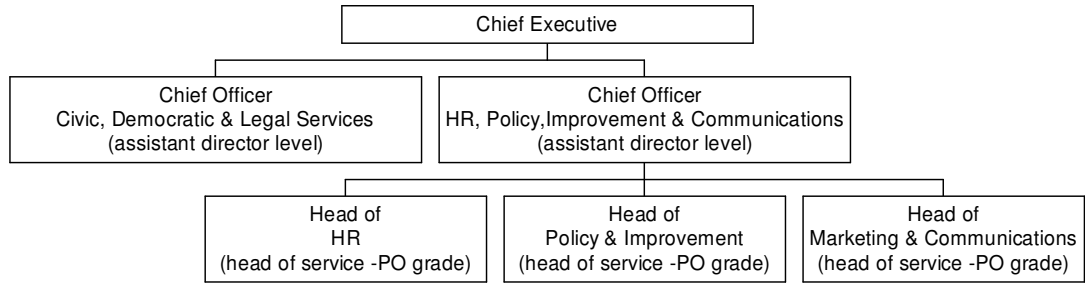 Chief Executive
Chief Officer
Civic, Democratic & Legal Services
(assistant director level)
Chief Officer
HR, Policy,Improvement & Communications
(assistant director level)
Head of
HR
(head of service -PO grade)
Head of
Policy & Improvement
(head of service -PO grade)
Head of
Marketing & Communications
(head of service -PO grade)